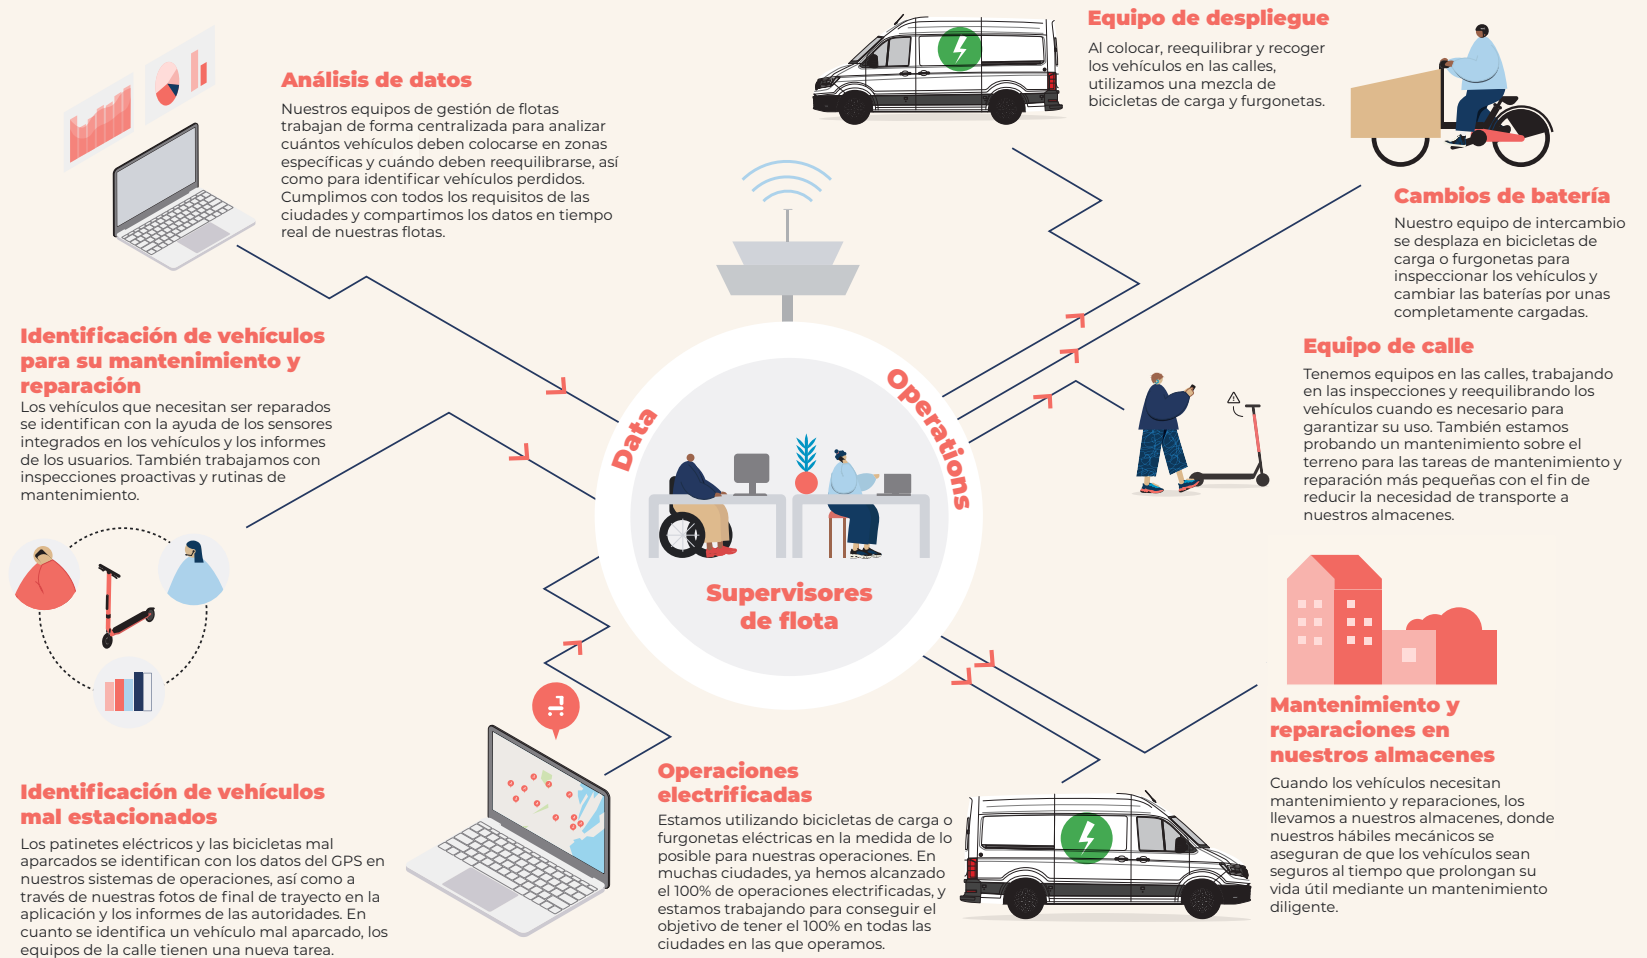 Análisis de datos
Nuestros equipos de gestión de flotas
trabajan de forma centralizada para analizar
cuántos vehículos deben colocarse en zonas
específicas y cuándo deben reequilibrarse, así
como para identificar vehículos perdidos.
Cumplimos con todos los requisitos de las
ciudades y compartimos los datos en tiempo
real de nuestras flotas.
Identificación de vehículos
para su mantenimiento y
reparación
Los vehículos que necesitan ser reparados
se identifican con la ayuda de los sensores
integrados en los vehículos y los informes
de los usuarios. También trabajamos con
inspecciones proactivas y rutinas de
mantenimiento.
Identificación de vehículos
mal estacionados
Los patinetes eléctricos y las bicicletas mal
aparcados se identifican con los datos del GPS en
nuestros sistemas de operaciones, así como a
través de nuestras fotos de final de trayecto en la
aplicación y los informes de las autoridades. En
cuanto se identifica un vehículo mal aparcado, los
equipos de la calle tienen una nueva tarea.
Data
Operations
Supervisores
de flota
Operaciones
electrificadas
Estamos utilizando bicicletas de carga o
furgonetas eléctricas en la medida de lo
posible para nuestras operaciones. En
muchas ciudades, ya hemos alcanzado
el 100% de operaciones electrificadas, y
estamos trabajando para conseguir el
objetivo de tener el 100% en todas las
ciudades en las que operamos.
Equipo de despliegue
Al colocar, reequilibrar y recoger
los vehículos en las calles,
utilizamos una mezcla de
bicicletas de carga y furgonetas.
Cambios de batería
Nuestro equipo de intercambio
se desplaza en bicicletas de
carga o furgonetas para
inspeccionar los vehículos y
cambiar las baterías por unas
completamente cargadas.
Equipo de calle
Tenemos equipos en las calles, trabajando
en las inspecciones y reequilibrando los
vehículos cuando es necesario para
garantizar su uso. También estamos
probando un mantenimiento sobre el
terreno para las tareas de mantenimiento y
reparación más pequeñas con el fin de
reducir la necesidad de transporte a
nuestros almacenes.
Mantenimiento y
reparaciones en
nuestros almacenes
Cuando los vehículos necesitan
mantenimiento y reparaciones, los
llevamos a nuestros almacenes, donde
nuestros hábiles mecánicos se
aseguran de que los vehículos sean
seguros al tiempo que prolongan su
vida útil mediante un mantenimiento
diligente.